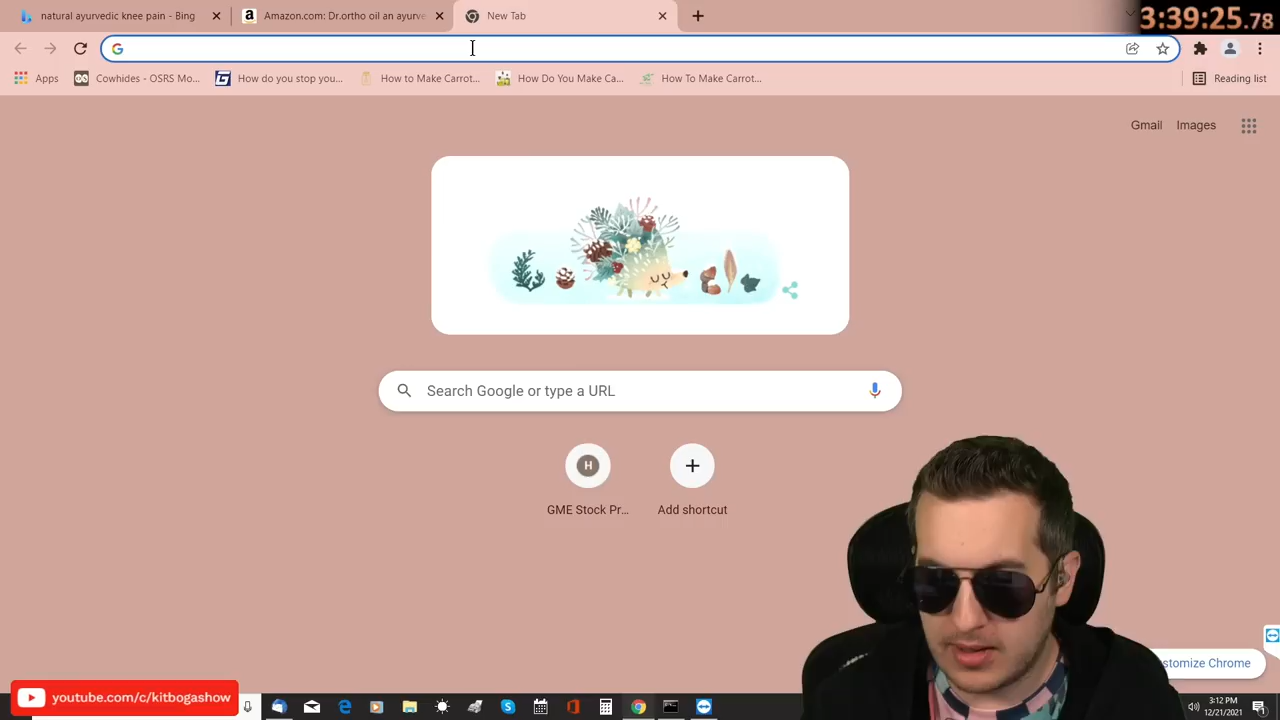 natural ayurvedic knee pain - Bing
Amazon.com: Dr.ortho oil an ayurve
New Tab
3:39:25.78
Apps
Cowhides - OSRS Mo...
How do you stop you...
How to Make Carrot...
How Do You Make Ca...
How To Make Carrot...
Reading list
Gmail
Images
Search Google or type a URL
H
GME Stock Pr...
Add shortcut
stomize Chrome
youtube.com/c/kitbogashow
3:12 PM
12/21/2021